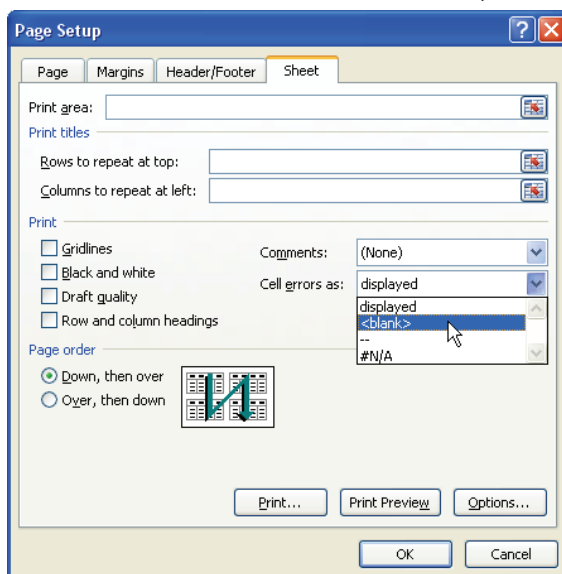 Page Setup
Page Margins Header/Footer Sheet
Print area:
Print titles
Rows to repeat at top:
Columns to repeat at left:
Print
Gridlines
Black and white
Draft quality
Row and column headings
Comments: (None)
Cell errors as: displayed
displayed
<blank>
--
#N/A
Page order
Down, then over
Over, then down
Print... Print Preview Options...
OK Cancel